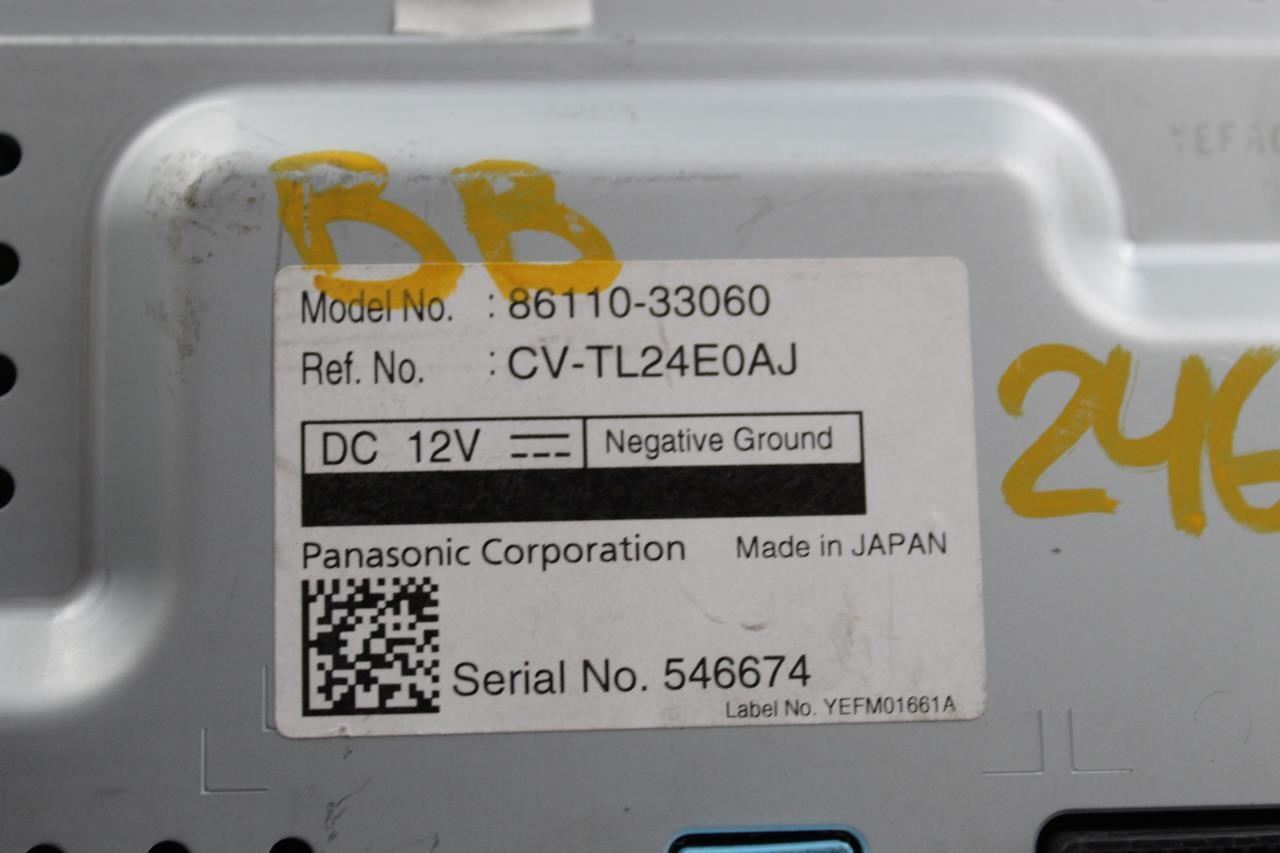 BB
Model No. : 86110-33060
Ref. No. : CV-TL24E0AJ
DC 12V Negative Ground
Panasonic Corporation Made in JAPAN
Serial No. 546674
Label No. YEFM01661A